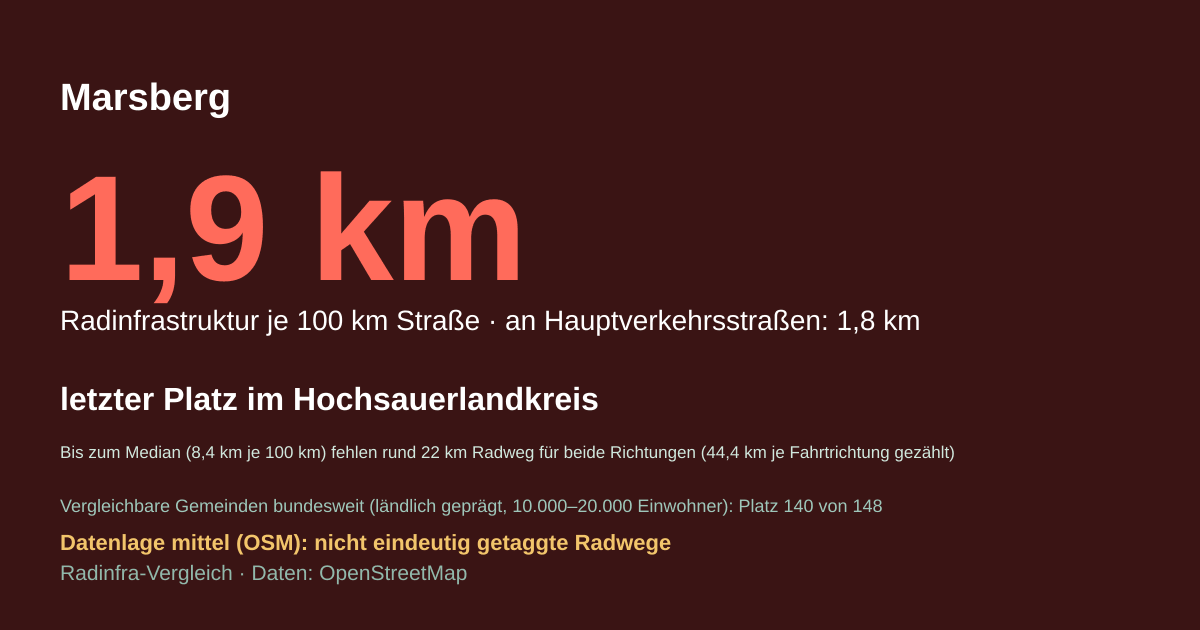 Marsberg
1,9 km
Radinfrastruktur je 100 km Straße · an Hauptverkehrsstraßen: 1,8 km
letzter Platz im Hochsauerlandkreis
Bis zum Median (8,4 km je 100 km) fehlen rund 22 km Radweg für beide Richtungen (44,4 km je Fahrtrichtung gezählt)
Vergleichbare Gemeinden bundesweit (ländlich geprägt, 10.000–20.000 Einwohner): Platz 140 von 148
Datenlage mittel (OSM): nicht eindeutig getaggte Radwege
Radinfra-Vergleich · Daten: OpenStreetMap